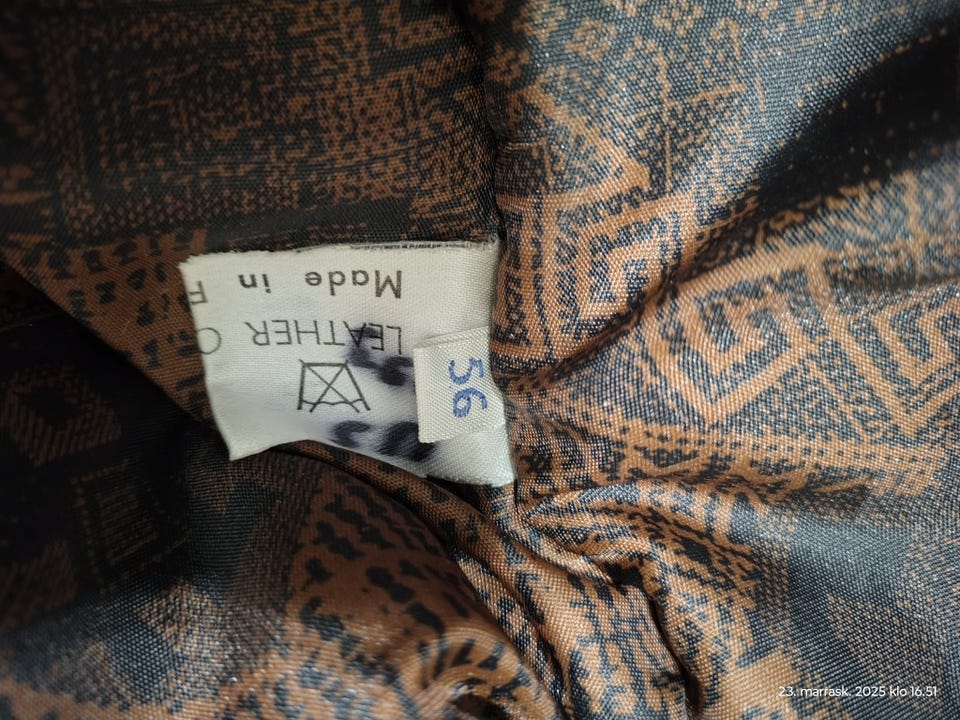 Made in F
LEATHER C
56
23. marrask. 2025 klo 16.51